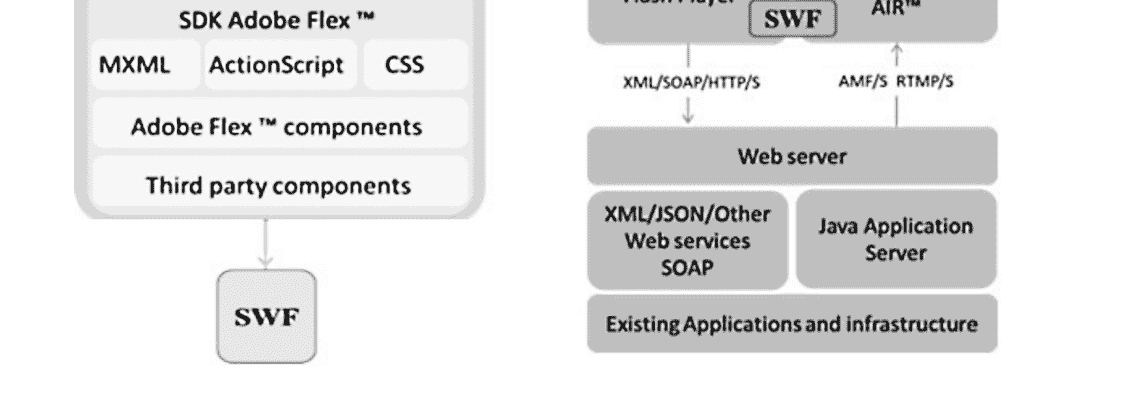 SDK Adobe Flex ™
MXML
ActionScript
CSS
Adobe Flex ™ components
Third party components
SWF
SWF
AIR™
XML/SOAP/HTTP/S
AMF/S RTMP/S
Web server
XML/JSON/Other
Web services
SOAP
Java Application
Server
Existing Applications and infrastructure